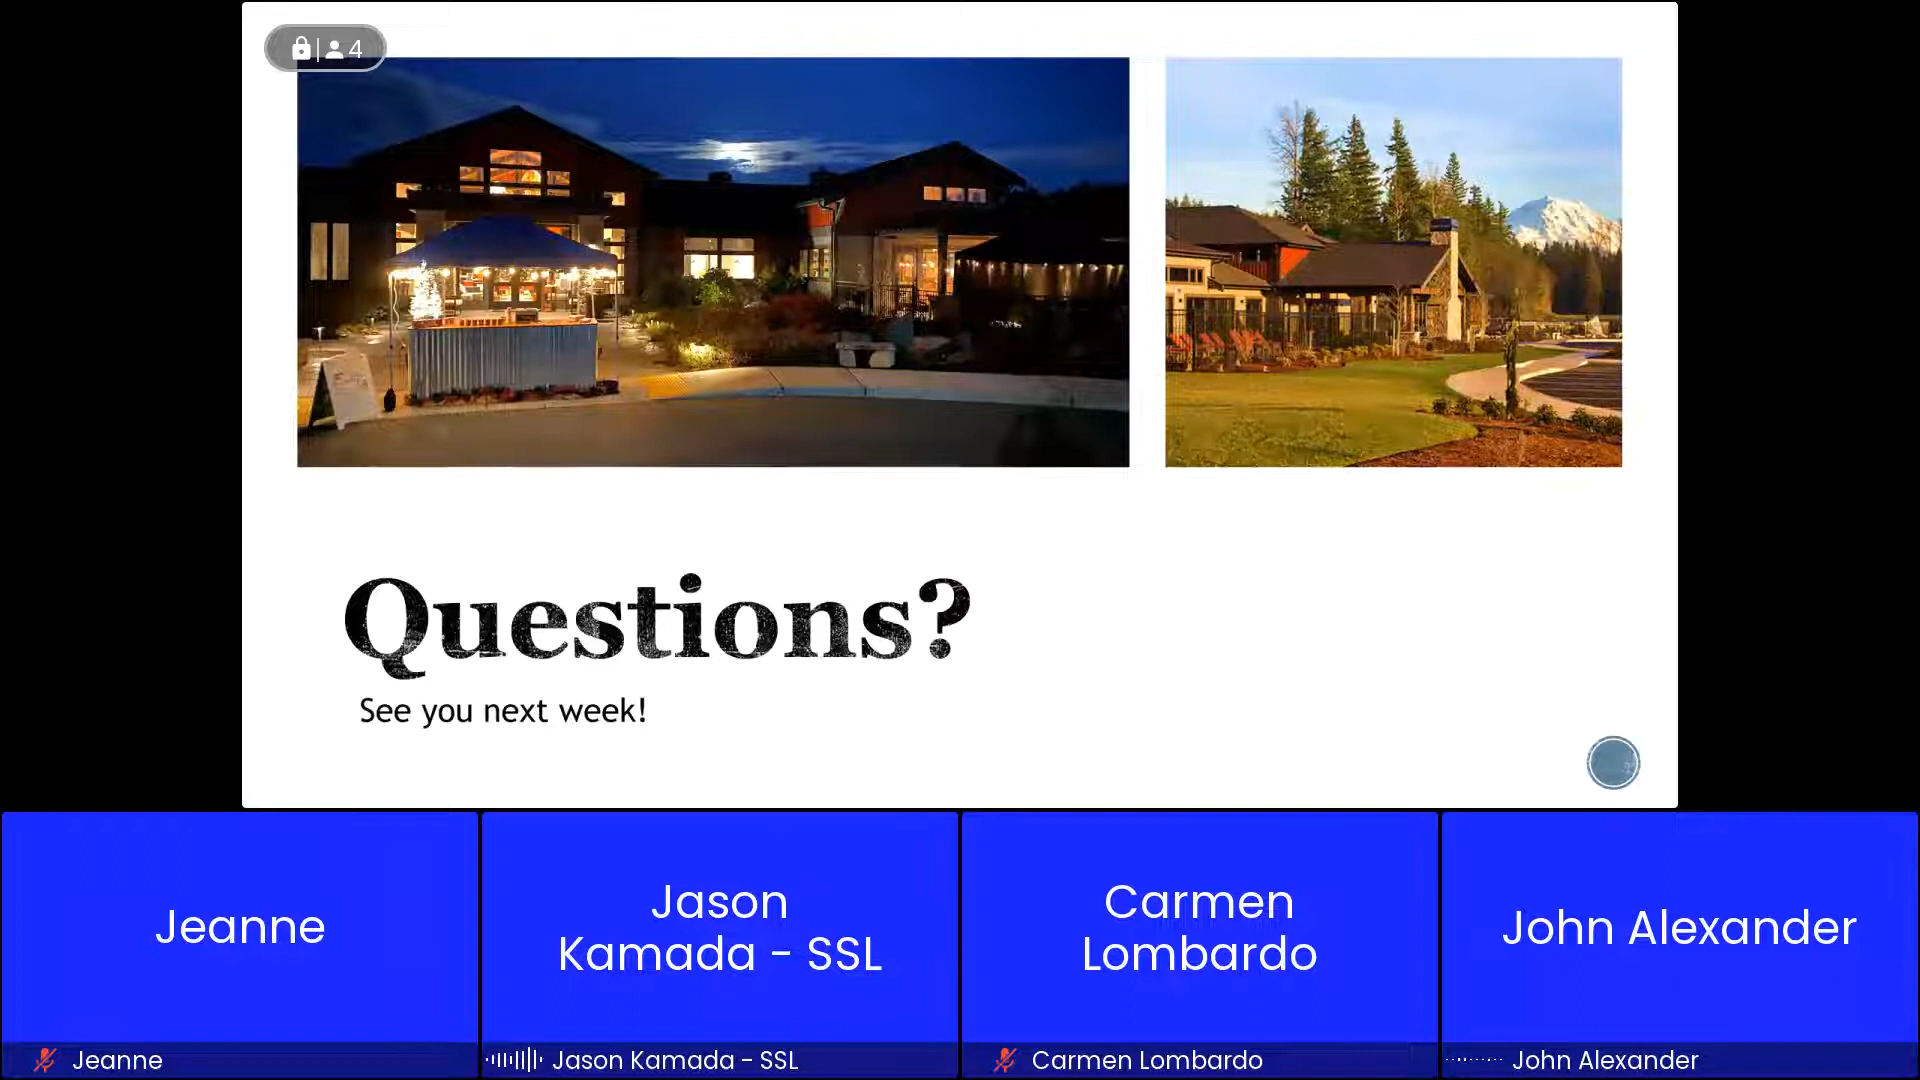 4
Questions?
See you next week!
Jeanne
Jason
Kamada - SSL
Carmen
Lombardo
John Alexander
Jeanne
Jason Kamada - SSL
Carmen Lombardo
John Alexander